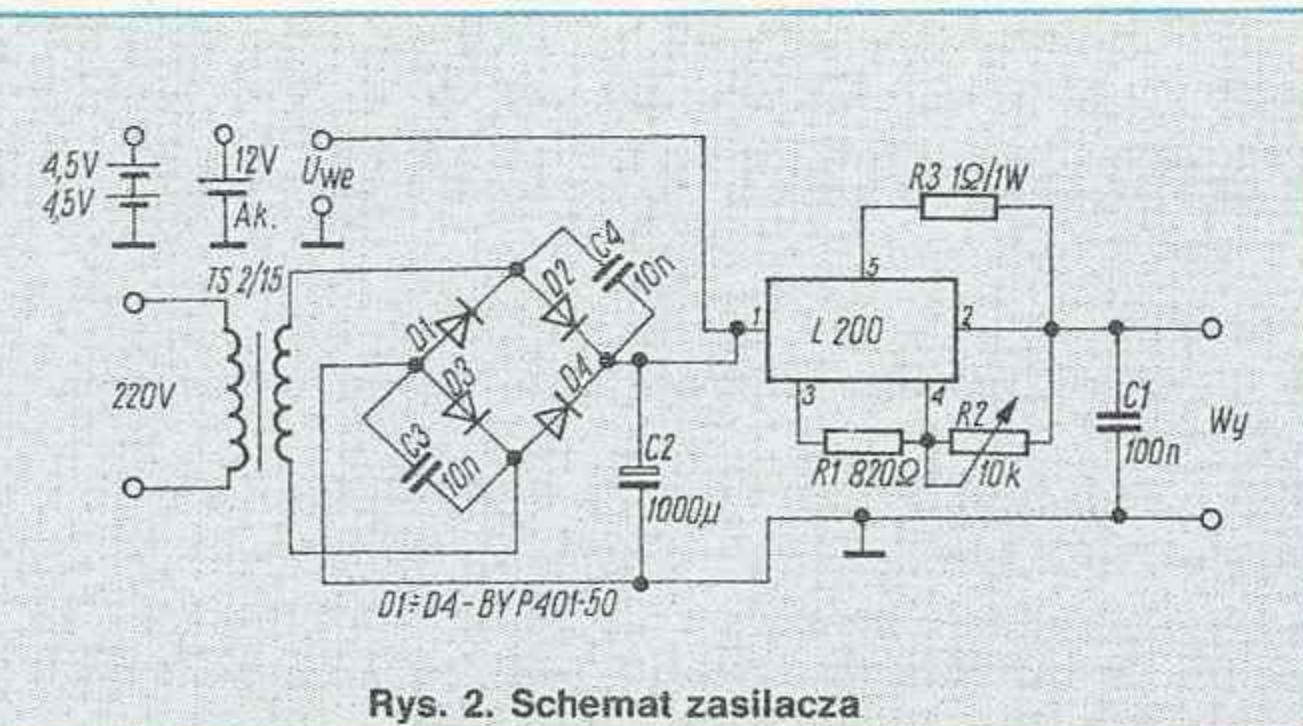 4,5V
4,5V
12V
Ak.
Uwe
TS 2/15
220V
D1
D2
D3
D4
C4
10n
C3
10n
C2
1000µ
R3 1Ω/1W
5
1
L200
2
3
4
R1 820Ω
R2
10k
C1
100n
Wy
D1÷D4-BYP401-50
Rys. 2. Schemat zasilacza